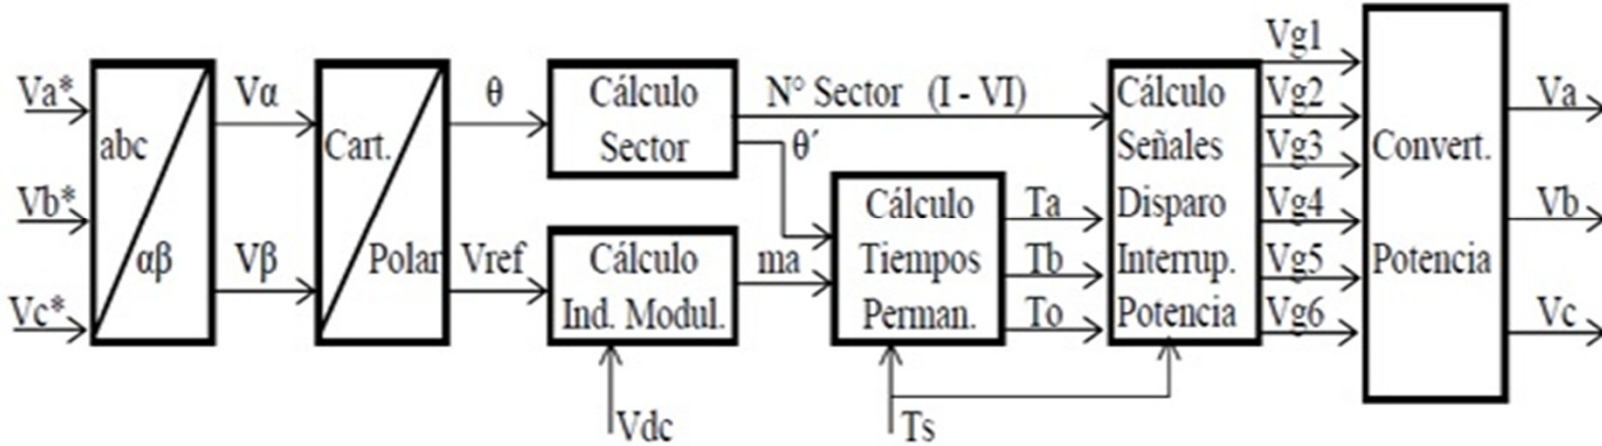 Va*
Vb*
Vc*
abc
αβ
Vα
Vβ
Cart.
Polar
θ
Vref
Cálculo
Sector
Cálculo
Ind. Modul.
Vdc
N° Sector (I - VI)
θ´
ma
Cálculo
Tiempos
Perman.
Ts
Ta
Tb
To
Cálculo
Señales
Disparo
Interrup.
Potencia
Vg1
Vg2
Vg3
Vg4
Vg5
Vg6
Convert.
Potencia
Va
Vb
Vc